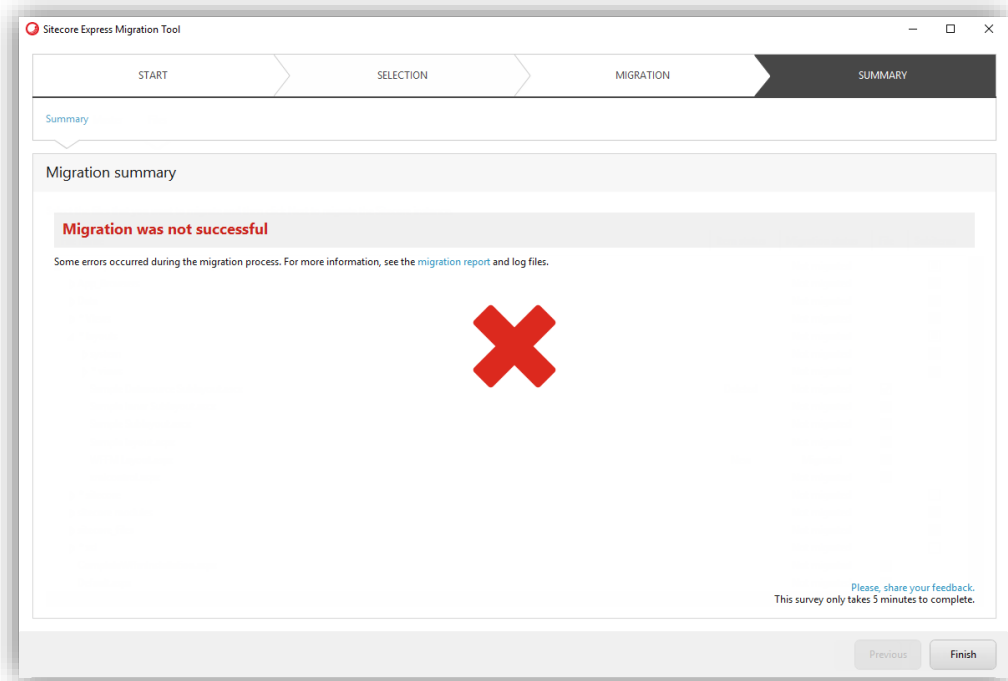 Sitecore Express Migration Tool
START
SELECTION
MIGRATION
SUMMARY
Summary
Migration summary
Migration was not successful
Some errors occurred during the migration process. For more information, see the migration report and log files.
Please, share your feedback.
This survey only takes 5 minutes to complete.
Previous
Finish